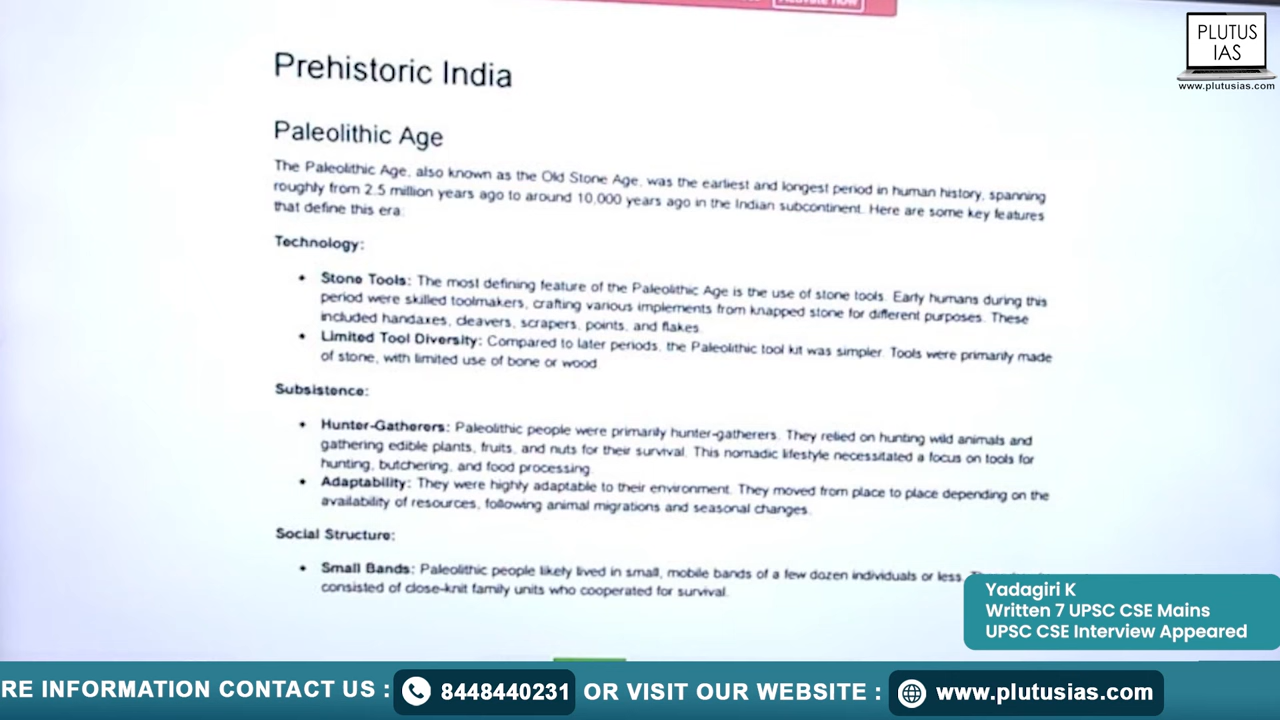 PLUTUS
IAS
www.plutusias.com
Prehistoric India
Paleolithic Age
The Paleolithic Age, also known as the Old Stone Age, was the earliest and longest period in human history, spanning
roughly from 2.5 million years ago to around 10,000 years ago in the Indian subcontinent. Here are some key features
that define this era:
Technology:
• Stone Tools: The most defining feature of the Paleolithic Age is the use of stone tools. Early humans during this
period were skilled toolmakers, crafting various implements from knapped stone for different purposes. These
included handaxes, cleavers, scrapers, points, and flakes.
• Limited Tool Diversity: Compared to later periods, the Paleolithic tool kit was simpler. Tools were primarily made
of stone, with limited use of bone or wood.
Subsistence:
• Hunter-Gatherers: Paleolithic people were primarily hunter-gatherers. They relied on hunting wild animals and
gathering edible plants, fruits, and nuts for their survival. This nomadic lifestyle necessitated a focus on tools for
hunting, butchering, and food processing.
• Adaptability: They were highly adaptable to their environment. They moved from place to place depending on the
availability of resources, following animal migrations and seasonal changes.
Social Structure:
• Small Bands: Paleolithic people likely lived in small, mobile bands of a few dozen individuals or less.
consisted of close-knit family units who cooperated for survival.
Yadagiri K
Written 7 UPSC CSE Mains
UPSC CSE Interview Appeared
RE INFORMATION CONTACT US : 8448440231 OR VISIT OUR WEBSITE : www.plutusias.com